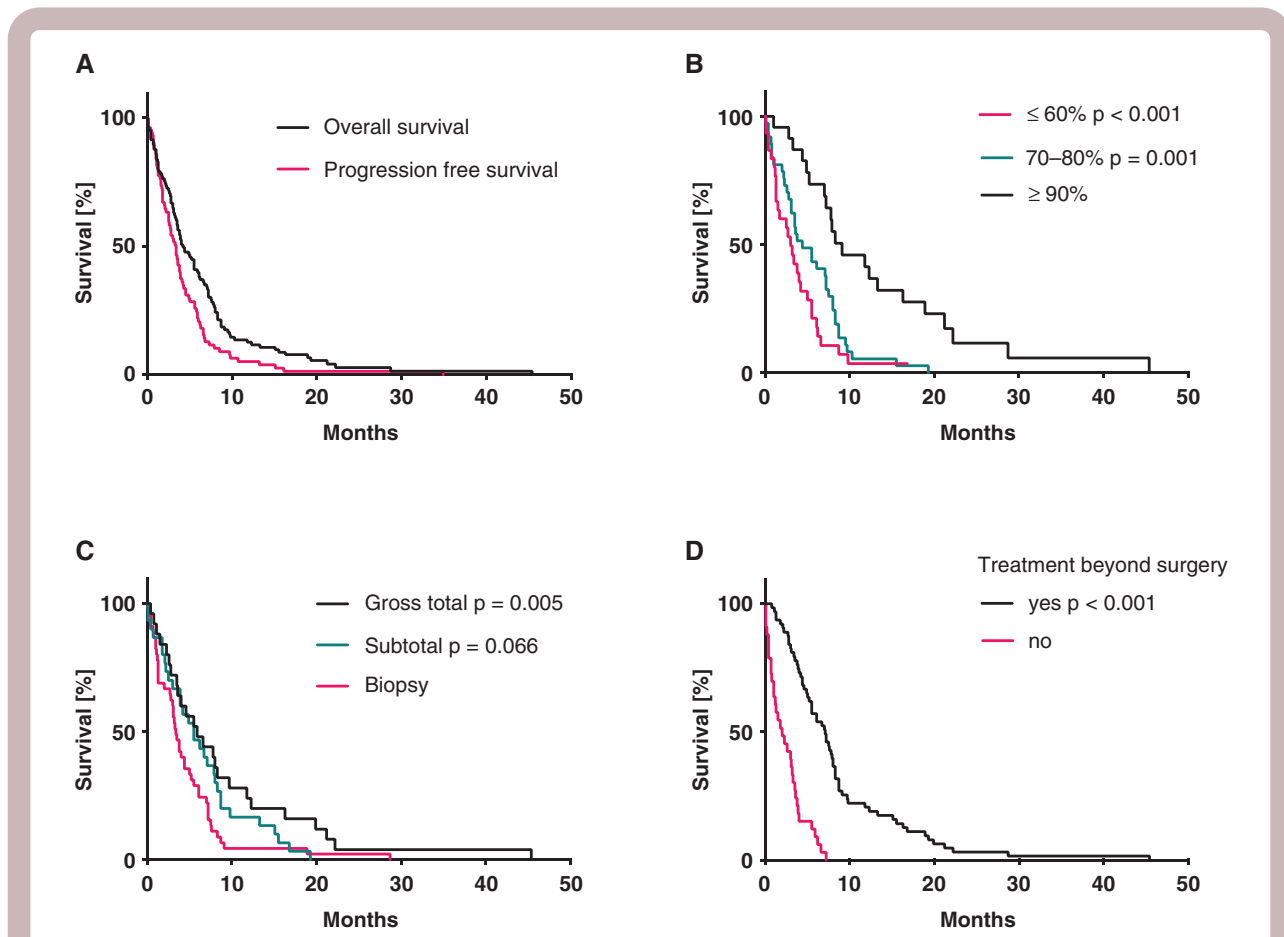 A
100
50
0
Survival [%]
Overall survival
Progression free survival
0 10 20 30 40 50
Months
B
100
50
0
Survival [%]
≤ 60% p < 0.001
70–80% p = 0.001
≥ 90%
0 10 20 30 40 50
Months
C
100
50
0
Survival [%]
Gross total p = 0.005
Subtotal p = 0.066
Biopsy
0 10 20 30 40 50
Months
D
100
50
0
Survival [%]
Treatment beyond surgery
yes p < 0.001
no
0 10 20 30 40 50
Months